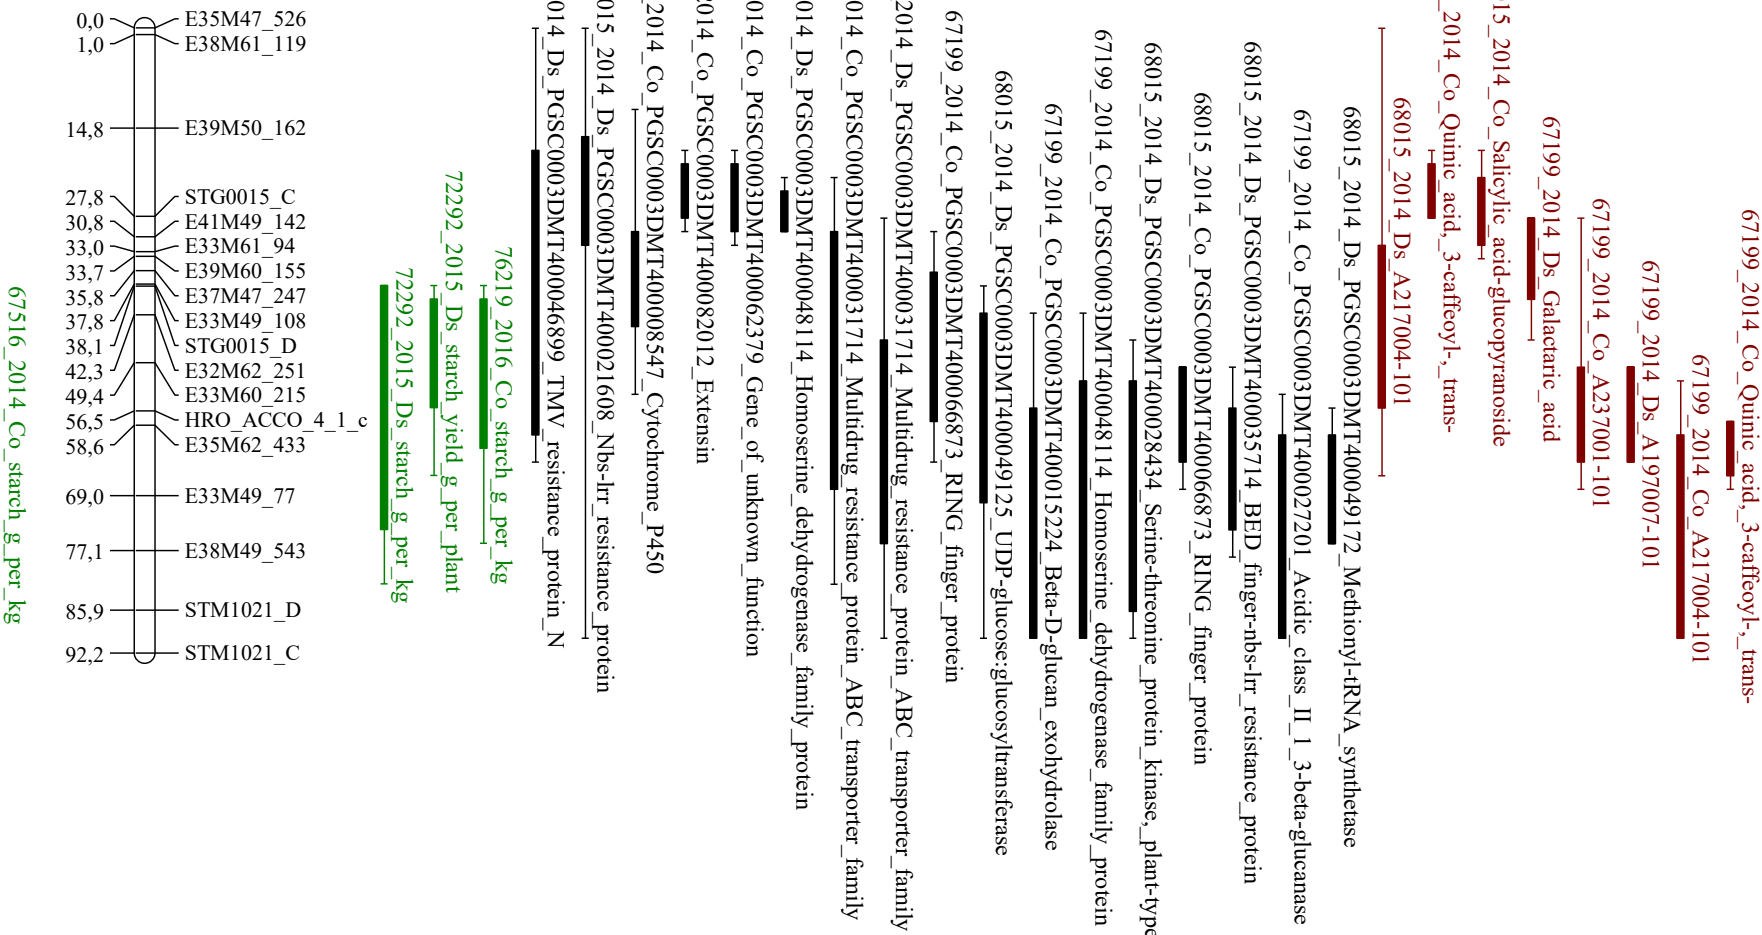 0,0 E35M47_526
1,0 E38M61_119
14,8 E39M50_162
27,8 STG0015_C
30,8 E41M49_142
33,0 E33M61_94
33,7 E39M60_155
35,8 E37M47_247
37,8 E33M49_108
38,1 STG0015_D
42,3 E32M62_251
49,4 E33M60_215
56,5 HRO_ACCO_4_1_c
58,6 E35M62_433
69,0 E33M49_77
77,1 E38M49_543
85,9 STM1021_D
92,2 STM1021_C
67516_2014_Co_starch_g_per_kg
72292_2015_Ds_starch_g_per_kg
72292_2015_Ds_starch_yield_g_per_plant
76219_2016_Co_starch_g_per_kg
014_Ds_PGSC0003DMT400046899_TMV_resistance_protein_N
015_2014_Ds_PGSC0003DMT400021608_Nbs-lrr_resistance_protein
_2014_Co_PGSC0003DMT400008547_Cytochrome_P450
2014_Co_PGSC0003DMT400082012_Extensin
014_Co_PGSC0003DMT400062379_Gene_of_unknown_function
014_Ds_PGSC0003DMT400048114_Homoserine_dehydrogenase_family_protein
014_Co_PGSC0003DMT400031714_Multidrug_resistance_protein_ABC_transporter_family
2014_Ds_PGSC0003DMT400031714_Multidrug_resistance_protein_ABC_transporter_family
67199_2014_Co_PGSC0003DMT400066873_RING_finger_protein
68015_2014_Ds_PGSC0003DMT400049125_UDP-glucose:glucosyltransferase
67199_2014_Co_PGSC0003DMT400015224_Beta-D-glucan_exohydrolase
67199_2014_Co_PGSC0003DMT400048114_Homoserine_dehydrogenase_family_protein
68015_2014_Ds_PGSC0003DMT400028434_Serine-threonine_protein_kinase,_plant-type
68015_2014_Co_PGSC0003DMT400066873_RING_finger_protein
68015_2014_Ds_PGSC0003DMT400035714_BED_finger-nbs-lrr_resistance_protein
67199_2014_Co_PGSC0003DMT400027201_Acidic_class_II_1_3-beta-glucanase
68015_2014_Ds_PGSC0003DMT400049172_Methionyl-tRNA_synthetase
68015_2014_Ds_A217004-101
_2014_Co_Quinic_acid,_3-caffeoyl-,_trans-
015_2014_Co_Salicylic_acid-glucopyranoside
67199_2014_Ds_Galactaric_acid
67199_2014_Co_A237001-101
67199_2014_Ds_A197007-101
67199_2014_Co_A217004-101
67199_2014_Co_Quinic_acid,_3-caffeoyl-,_trans-